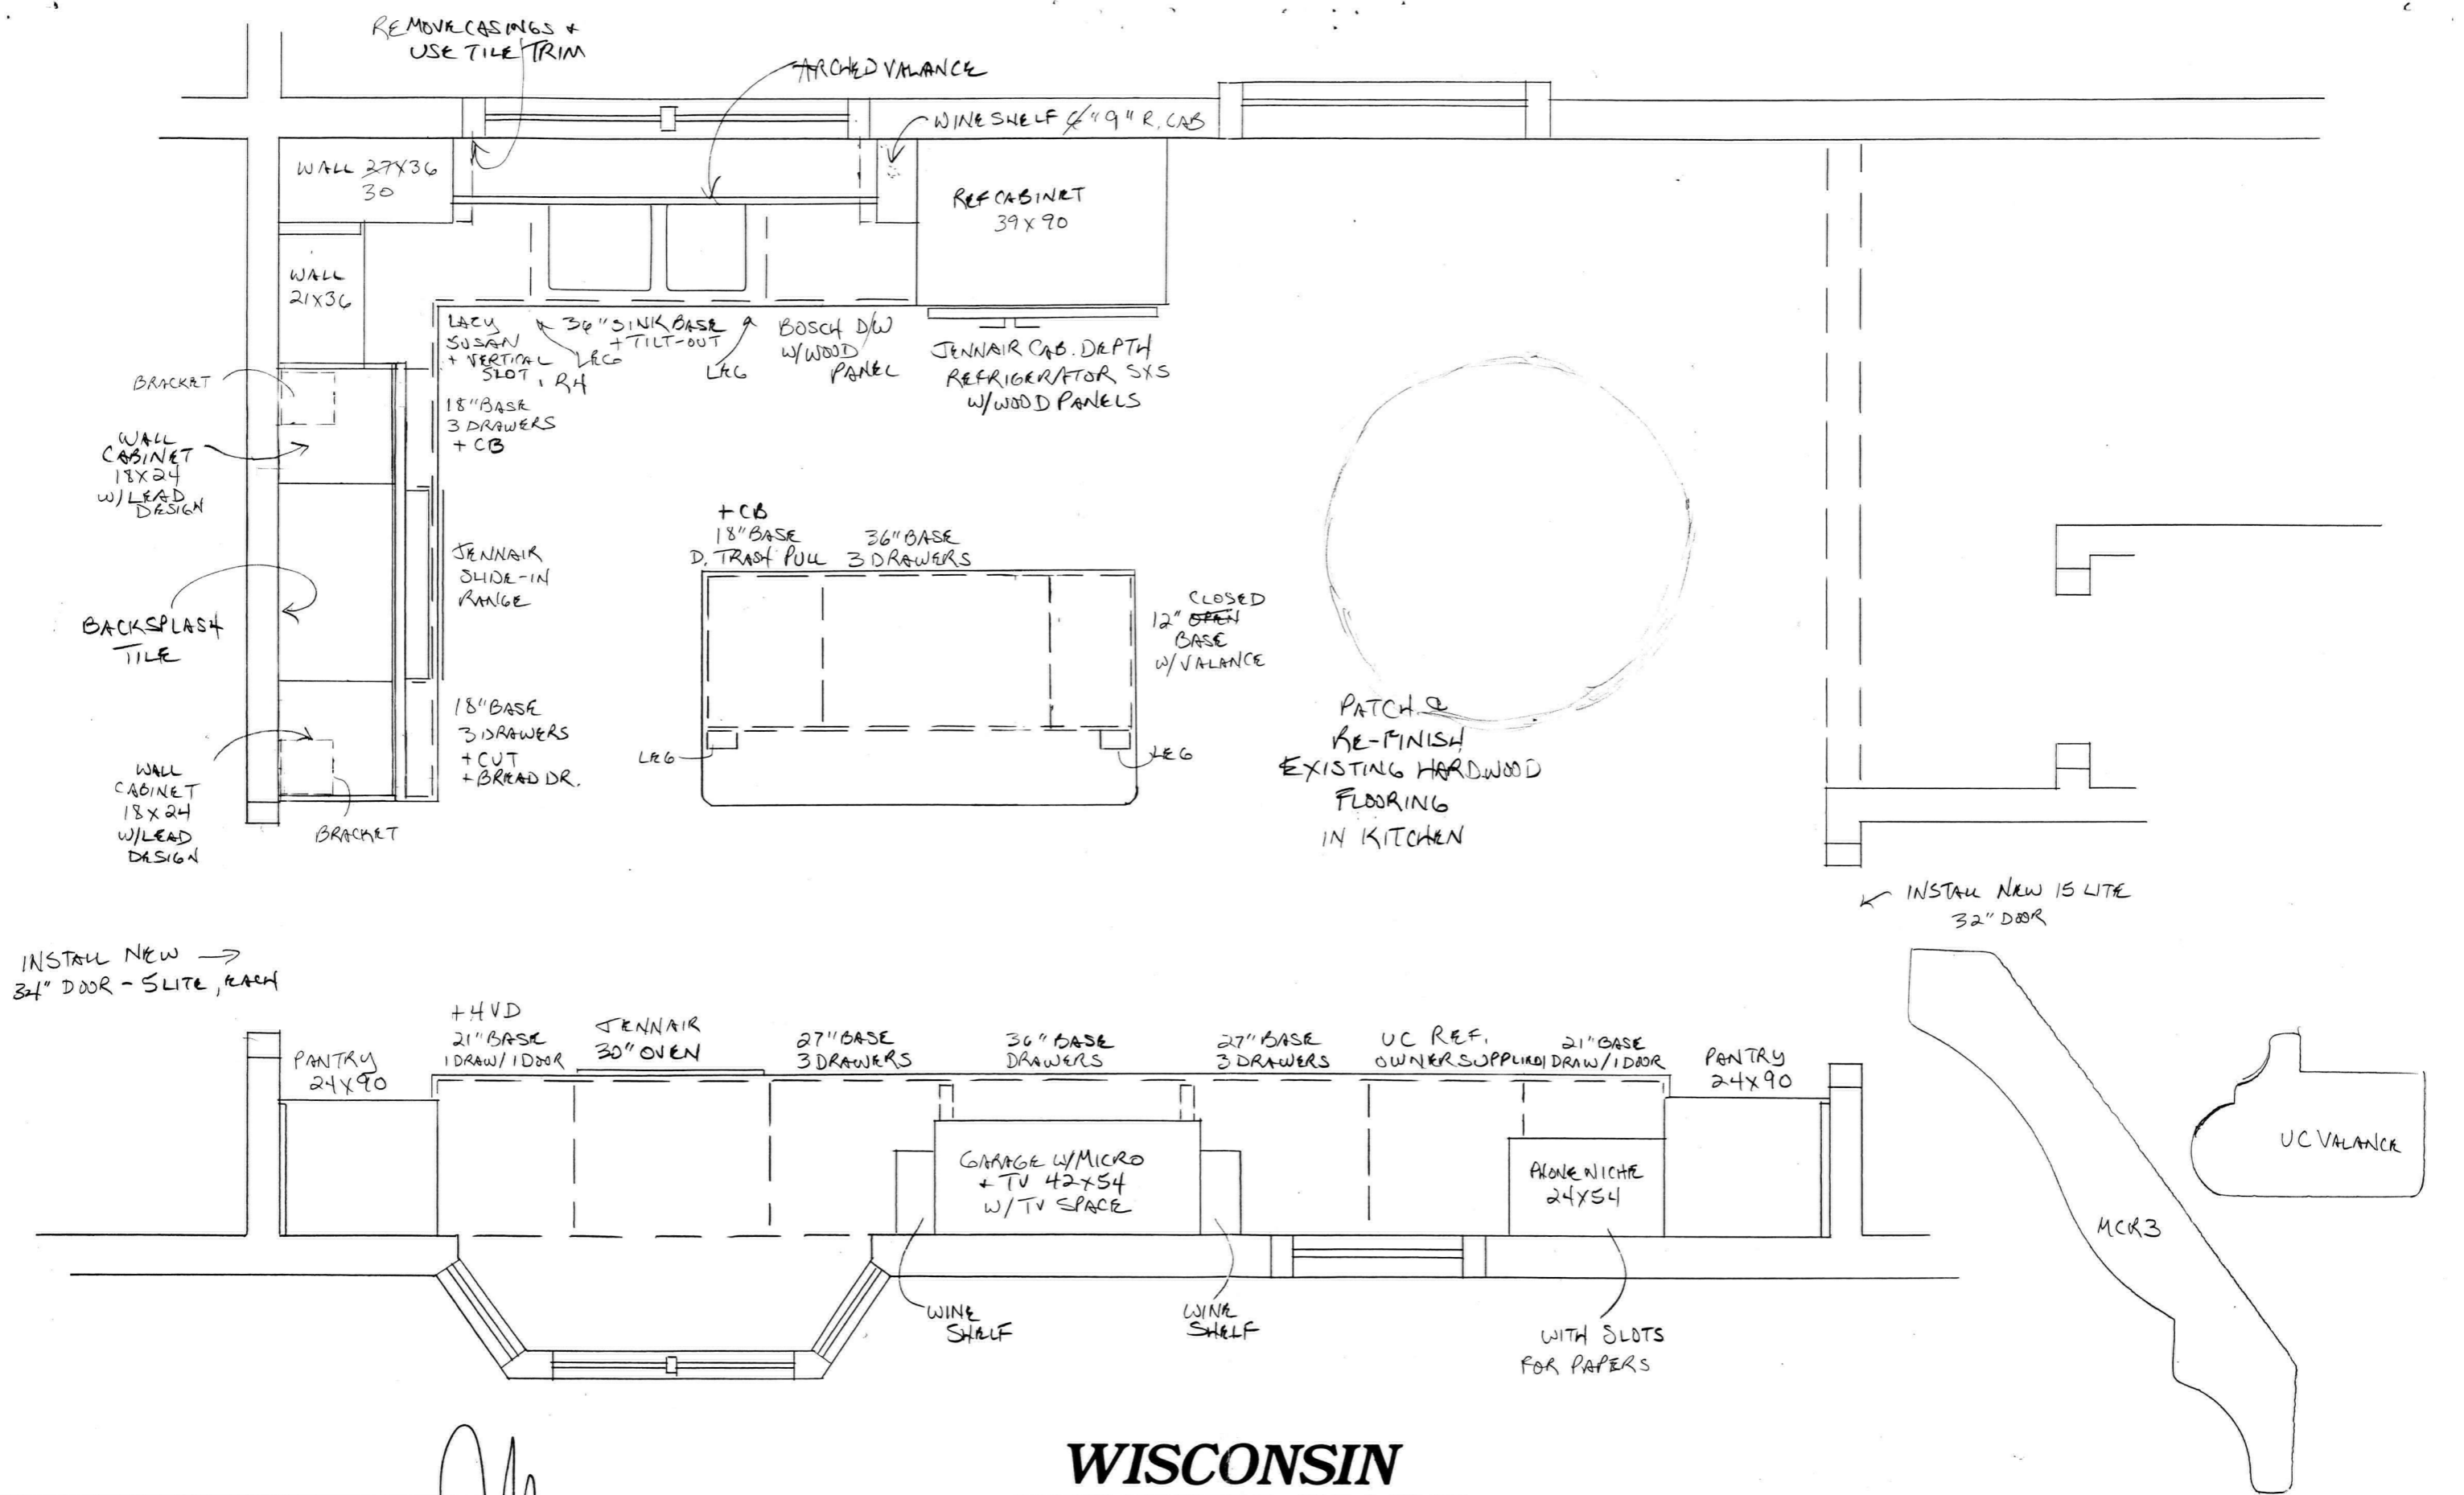 REMOVE CASINGS &
USE TILE TRIM
ARCHED VALANCE
WINE SHELF 9" R. CAB
WALL 27X36
30
REF CABINET
39X90
WALL
21X36
LAZY
SUSAN
+ VERTICAL
SLOT, R4
36" SINK BASE
+ TILT-OUT
LEG
LEG
BOSCH D/W
W/WOOD
PANEL
JENNAIR CAB. DEPTH
REFRIGERATOR SXS
W/WOOD PANELS
BRACKET
18" BASE
3 DRAWERS
+ CB
WALL
CABINET
18X24
W/LEAD
DESIGN
+ CB
18" BASE
D. TRASH PULL
36" BASE
3 DRAWERS
JENNAIR
SLIDE-IN
RANGE
CLOSED
12" OPEN
BASE
W/VALANCE
BACKSPLASH
TILE
18" BASE
3 DRAWERS
+ CUT
+ BREAD DR.
LEG
LEG
PATCH &
RE-FINISH
EXISTING HARDWOOD
FLOORING
IN KITCHEN
WALL
CABINET
18X24
W/LEAD
DESIGN
BRACKET
INSTALL NEW 15 LITE
32" DOOR
INSTALL NEW
34" DOOR - 5 LITE, EACH
PANTRY
24X90
+4VD
21" BASE
1 DRAW/1 DOOR
JENNAIR
30" OVEN
27" BASE
3 DRAWERS
36" BASE
DRAWERS
27" BASE
3 DRAWERS
UC REF.
OWNER SUPPLIED
21" BASE
1 DRAW/1 DOOR
PANTRY
24X90
GARAGE W/MICRO
+ TV 42X54
W/TV SPACE
PHONE NICHE
24X54
UC VALANCE
MCR3
WINE
SHELF
WINE
SHELF
WITH SLOTS
FOR PAPERS
WISCONSIN